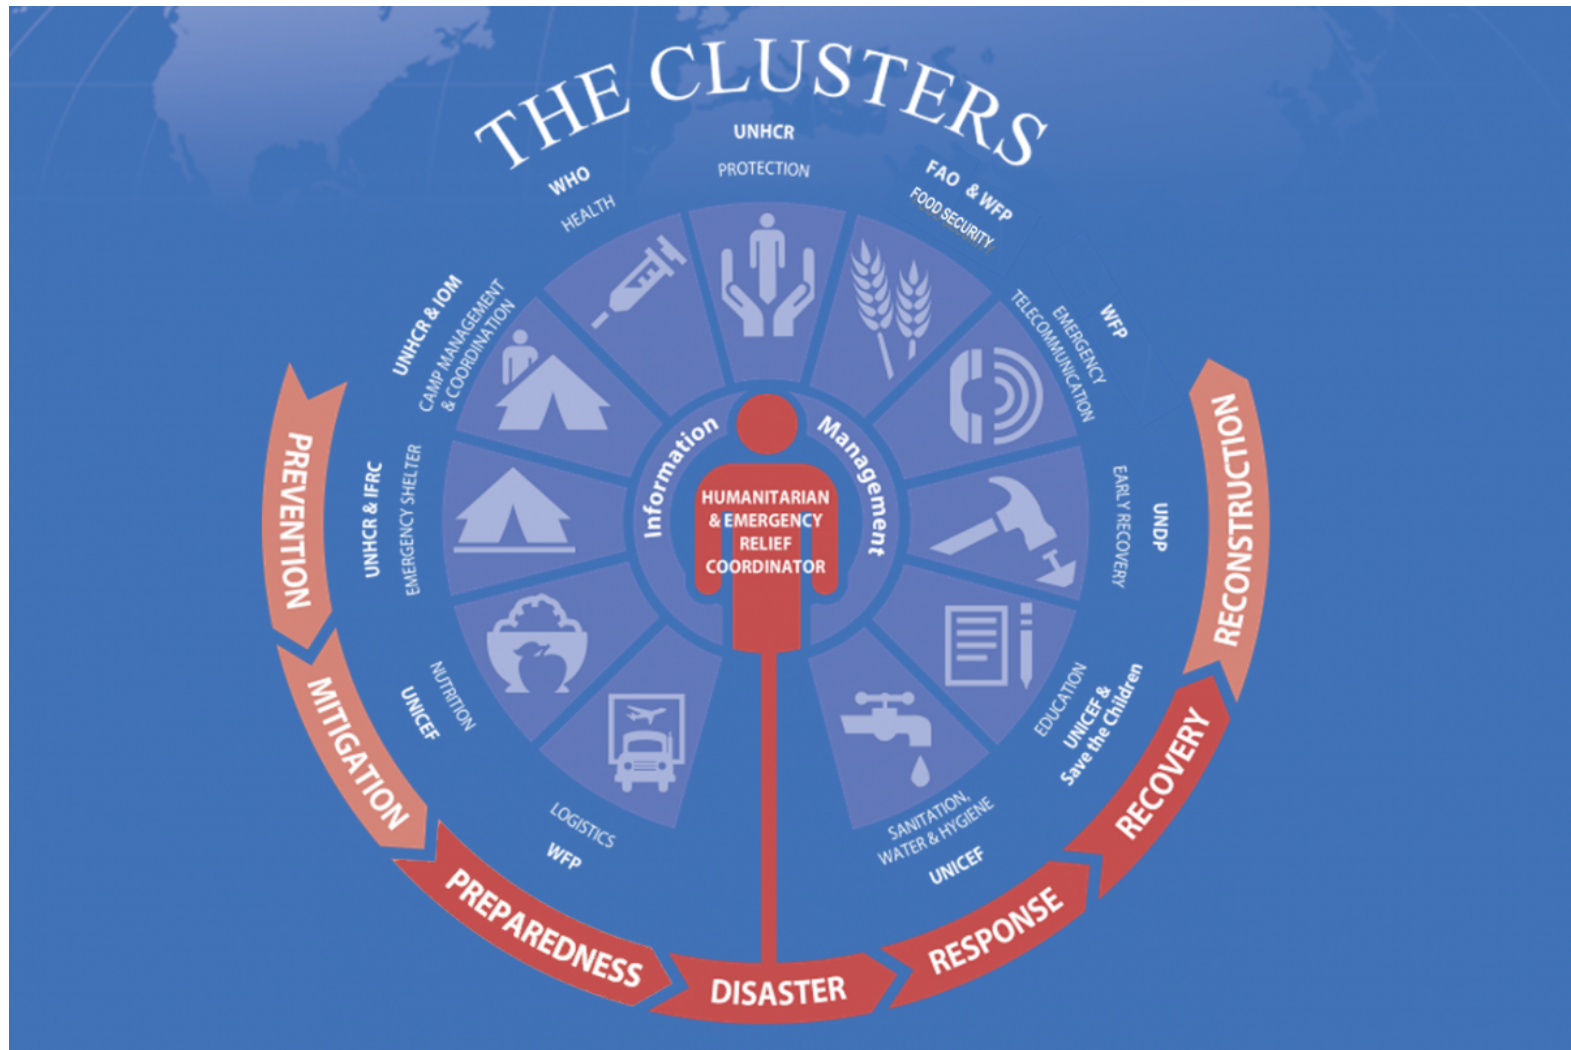 THE CLUSTERS
UNHCR
PROTECTION
FAO & WFP
FOOD SECURITY
WFP
EMERGENCY
TELECOMMUNICATION
UNDP
EARLY RECOVERY
EDUCATION
UNICEF &
Save the Children
SANITATION,
WATER & HYGIENE
UNICEF
LOGISTICS
WFP
NUTRITION
UNICEF
UNHCR & IFRC
EMERGENCY SHELTER
UNHCR & IOM
CAMP MANAGEMENT
& COORDINATION
WHO
HEALTH
Information
Management
HUMANITARIAN
& EMERGENCY
RELIEF
COORDINATOR
PREVENTION
MITIGATION
PREPAREDNESS
DISASTER
RESPONSE
RECOVERY
RECONSTRUCTION